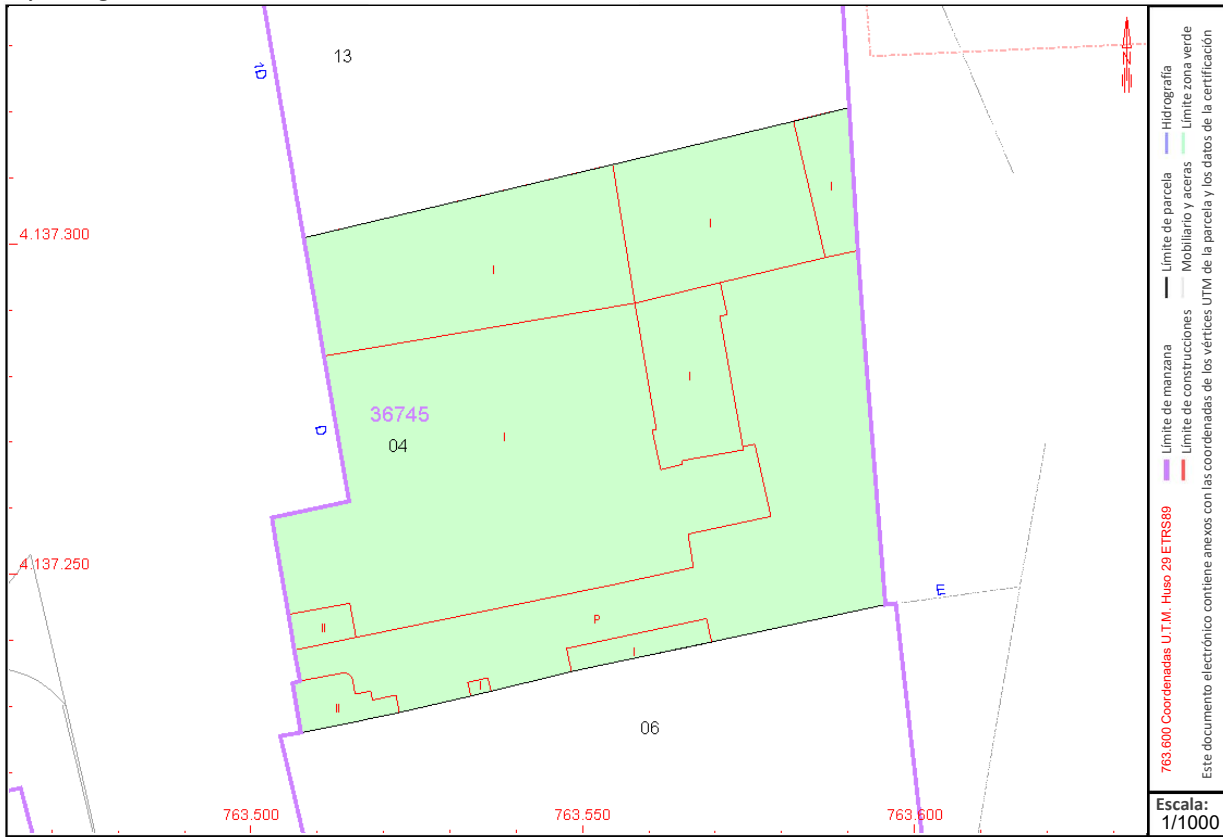 1D
13
N
I
4.137.300
I
I
36745
04
D
I
I
4.137.250
E
P
II
I
I
II
06
763.500
763.550
763.600
763.600 Coordenadas U.T.M. Huso 29 ETRS89
Límite de manzana
Límite de parcela
Hidrografía
Límite de construcciones
Mobiliario y aceras
Límite zona verde
Este documento electrónico contiene anexos con las coordenadas de los vértices UTM de la parcela y los datos de la certificación
Escala:
1/1000